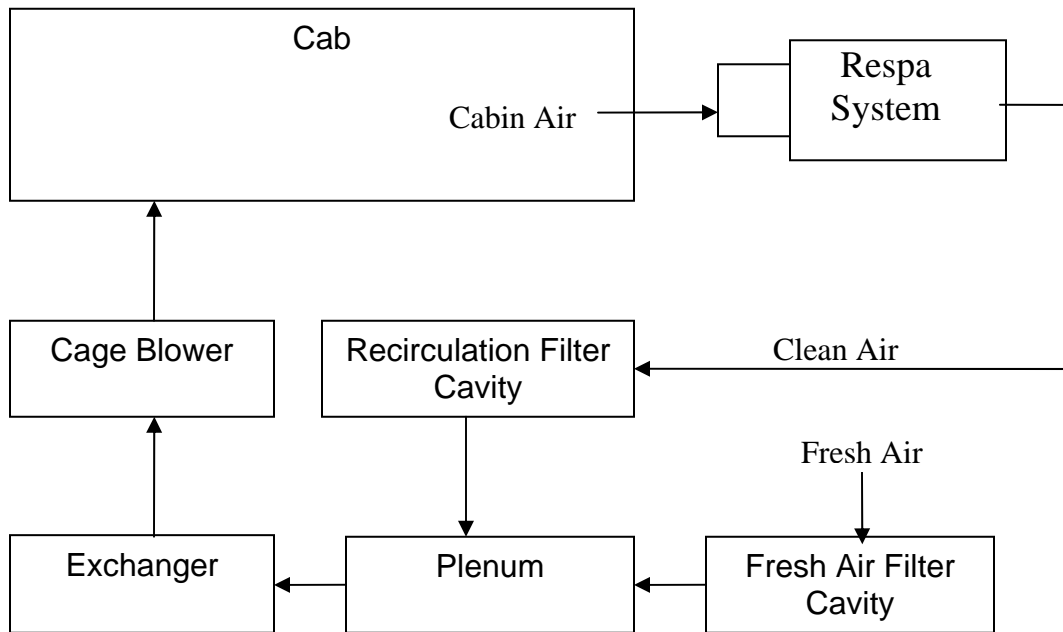 Cab
Cabin Air
Respa
System
Cage Blower
Recirculation Filter
Cavity
Clean Air
Fresh Air
Exchanger
Plenum
Fresh Air Filter
Cavity